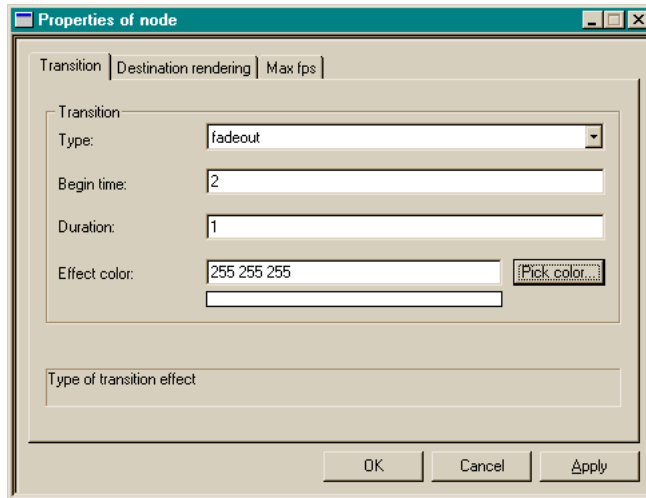 Properties of node
Transition Destination rendering Max fps
Transition
Type: fadeout
Begin time: 2
Duration: 1
Effect color: 255 255 255 Pick color...
Type of transition effect
OK Cancel Apply